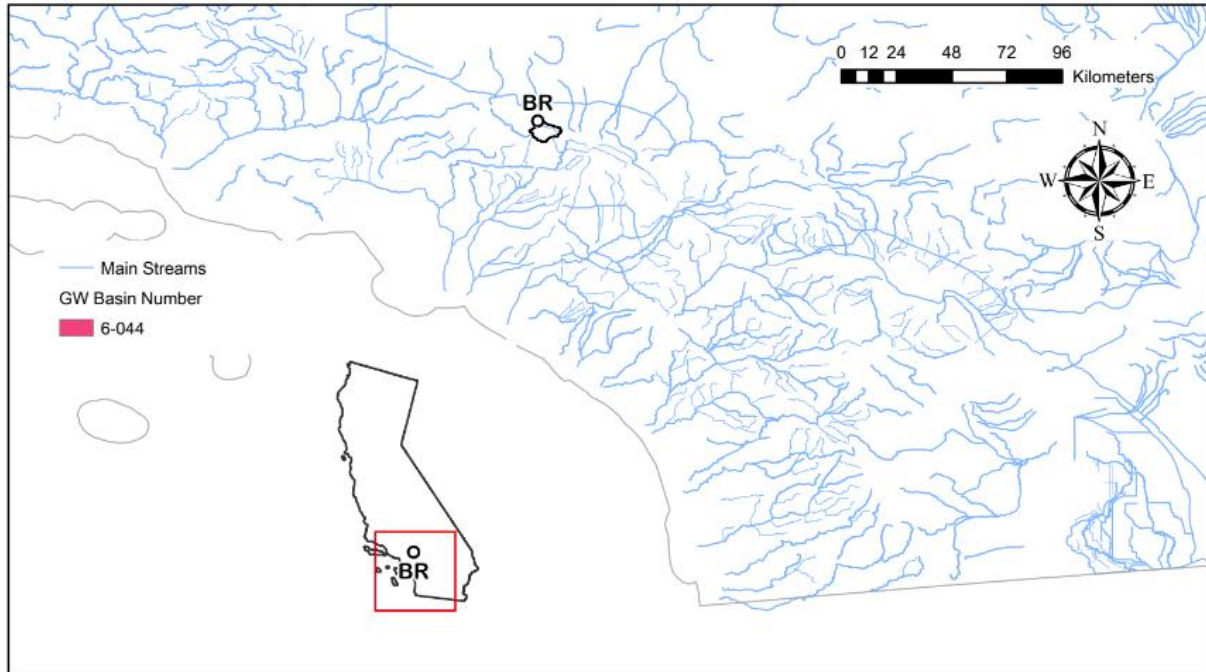 0 12 24 48 72 96
Kilometers
BR
N
W E
S
Main Streams
GW Basin Number
6-044
BR